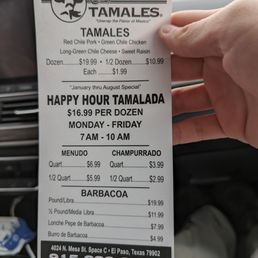 TAMALES
"Unwrap the Flavor of Mexico"
TAMALES
Red Chile Pork • Green Chile Chicken
Long-Green Chile Cheese • Sweet Raisin
Dozen $19.99 • 1/2 Dozen $10.99
Each $1.99
"January thru August Special"
HAPPY HOUR TAMALADA
$16.99 PER DOZEN
MONDAY - FRIDAY
7 AM - 10 AM
MENUDO CHAMPURRADO
Quart $6.99 Quart $3.99
1/2 Quart $5.99 1/2 Quart $2.99
BARBACOA
Pound/Libra $19.99
½ Pound/Media Libra $11.99
Lonche Pepe de Barbacoa $7.99
Burro de Barbacoa $4.99
4024 N. Mesa St. Space C • El Paso, Texas 79902